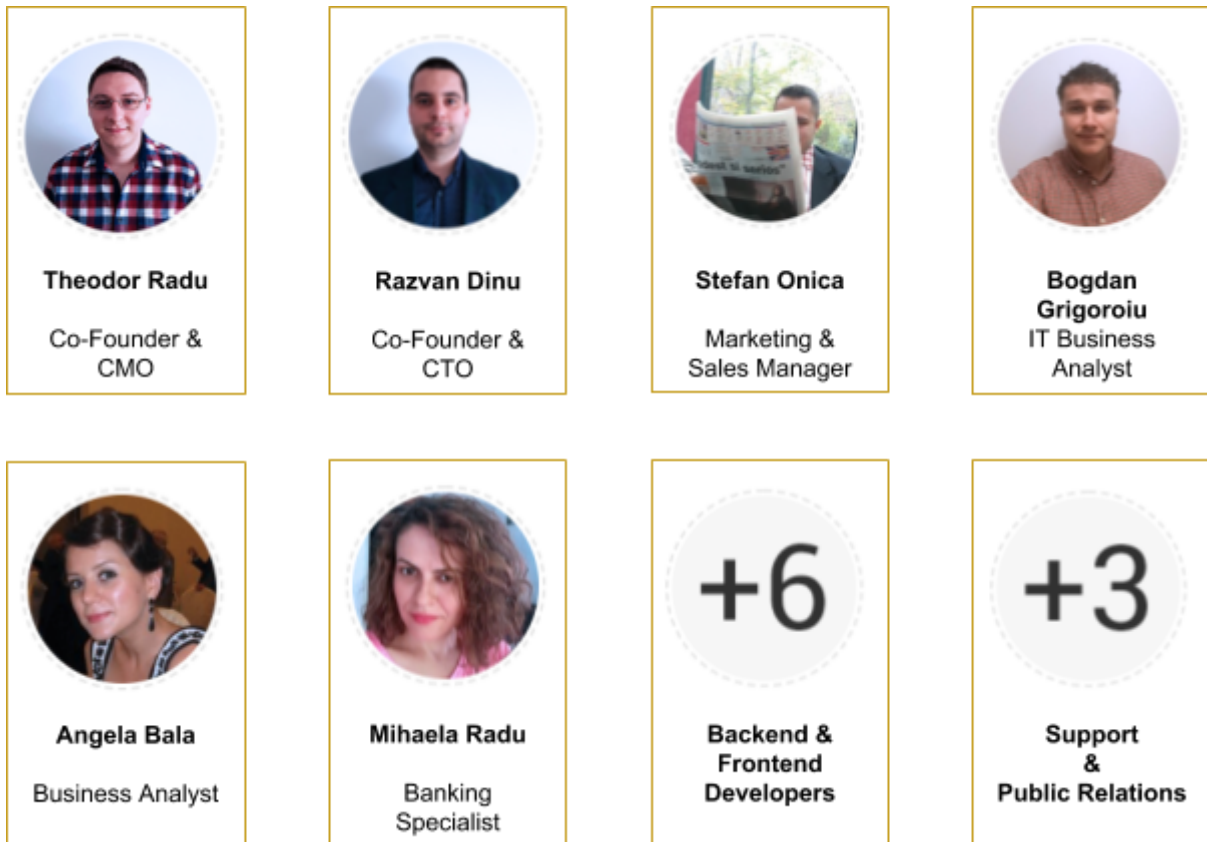 Theodor Radu
Co-Founder &
CMO
Razvan Dinu
Co-Founder &
CTO
Stefan Onica
Marketing &
Sales Manager
Bogdan
Grigoroiu
IT Business
Analyst
Angela Bala
Business Analyst
Mihaela Radu
Banking
Specialist
+6
Backend &
Frontend
Developers
+3
Support
&
Public Relations